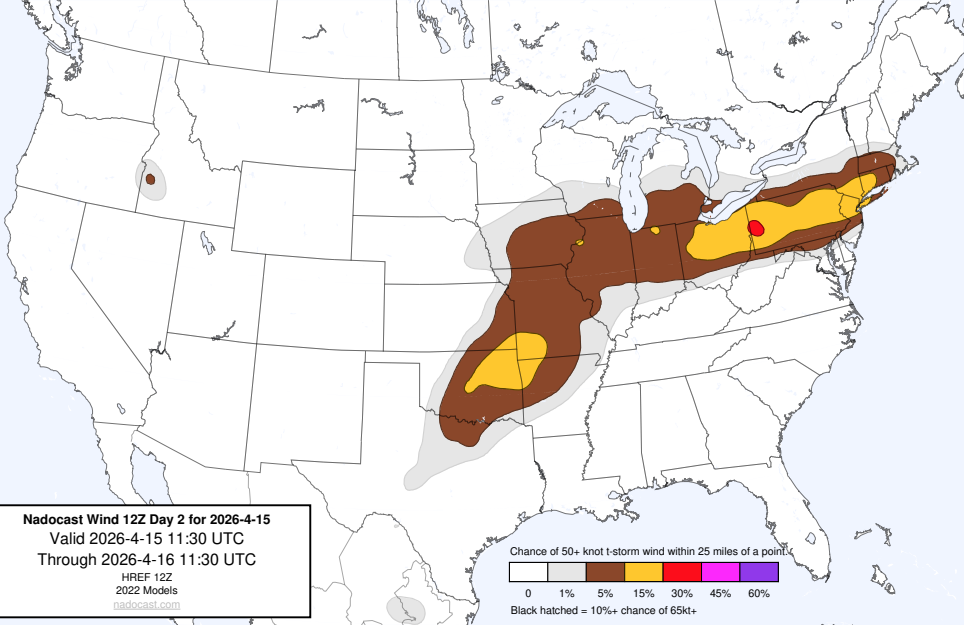 Nadocast Wind 12Z Day 2 for 2026-4-15
Valid 2026-4-15 11:30 UTC
Through 2026-4-16 11:30 UTC
HREF 12Z
2022 Models
nadocast.com
Chance of 50+ knot t-storm wind within 25 miles of a point.
0 1% 5% 15% 30% 45% 60%
Black hatched = 10%+ chance of 65kt+